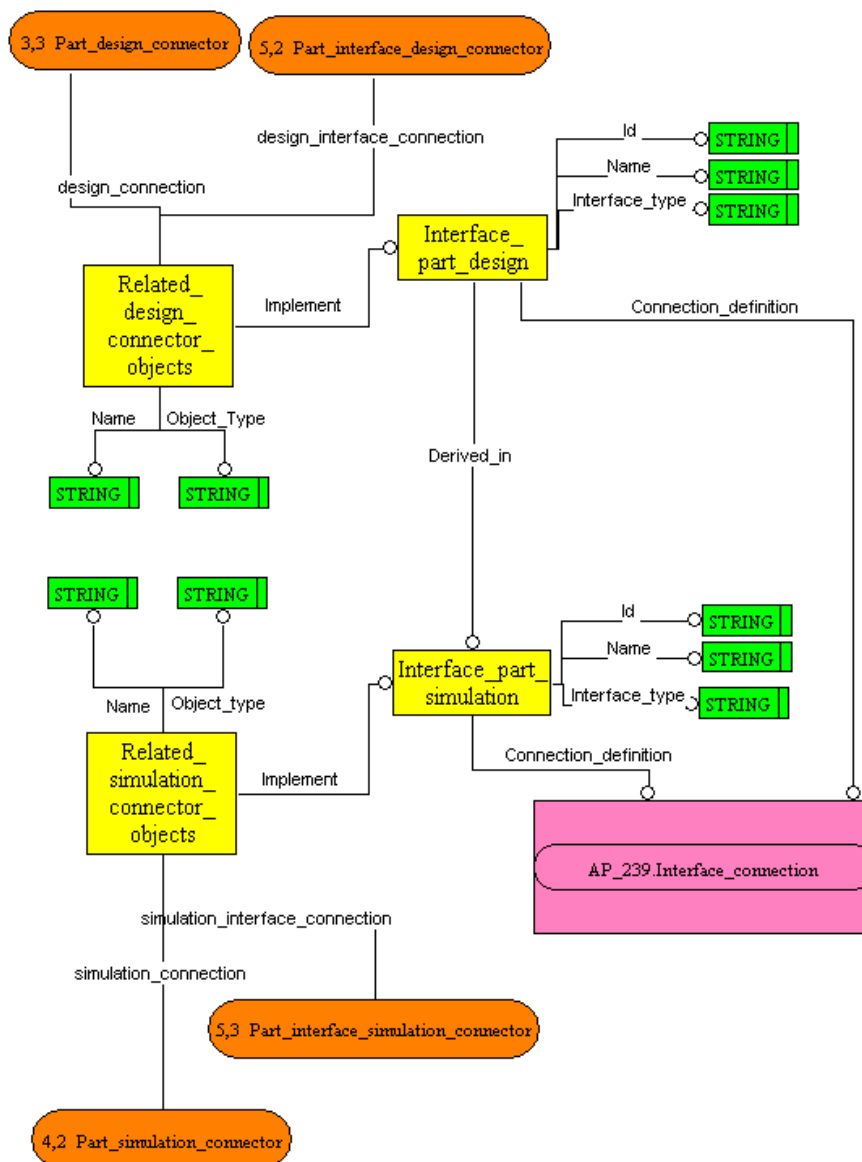 3,3 Part_design_connector
5,2 Part_interface_design_connector
design_interface_connection
design_connection
Id
STRING
Name
STRING
Interface_type
STRING
Interface_
part_design
Related_
design_
connector_
objects
Implement
Connection_definition
Name
Object_Type
STRING
STRING
Derived_in
STRING
STRING
Id
STRING
Name
STRING
Interface_type
STRING
Interface_part_
simulation
Name
Object_type
Related_
simulation_
connector_
objects
Implement
Connection_definition
AP_239.Interface_connection
simulation_interface_connection
simulation_connection
5,3 Part_interface_simulation_connector
4,2 Part_simulation_connector